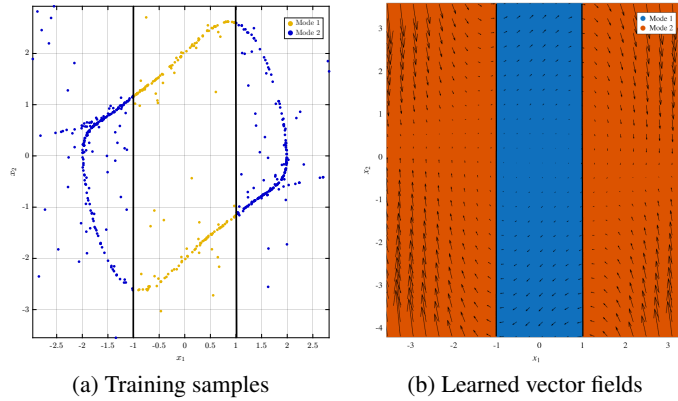 Mode 1
Mode 2
2
1
0
-1
-2
-3
x2
-2.5 -2 -1.5 -1 -0.5 0 0.5 1 1.5 2 2.5
x1
(a) Training samples
Mode 1
Mode 2
3
2
1
0
-1
-2
-3
-4
x2
-3 -2 -1 0 1 2 3
x1
(b) Learned vector fields